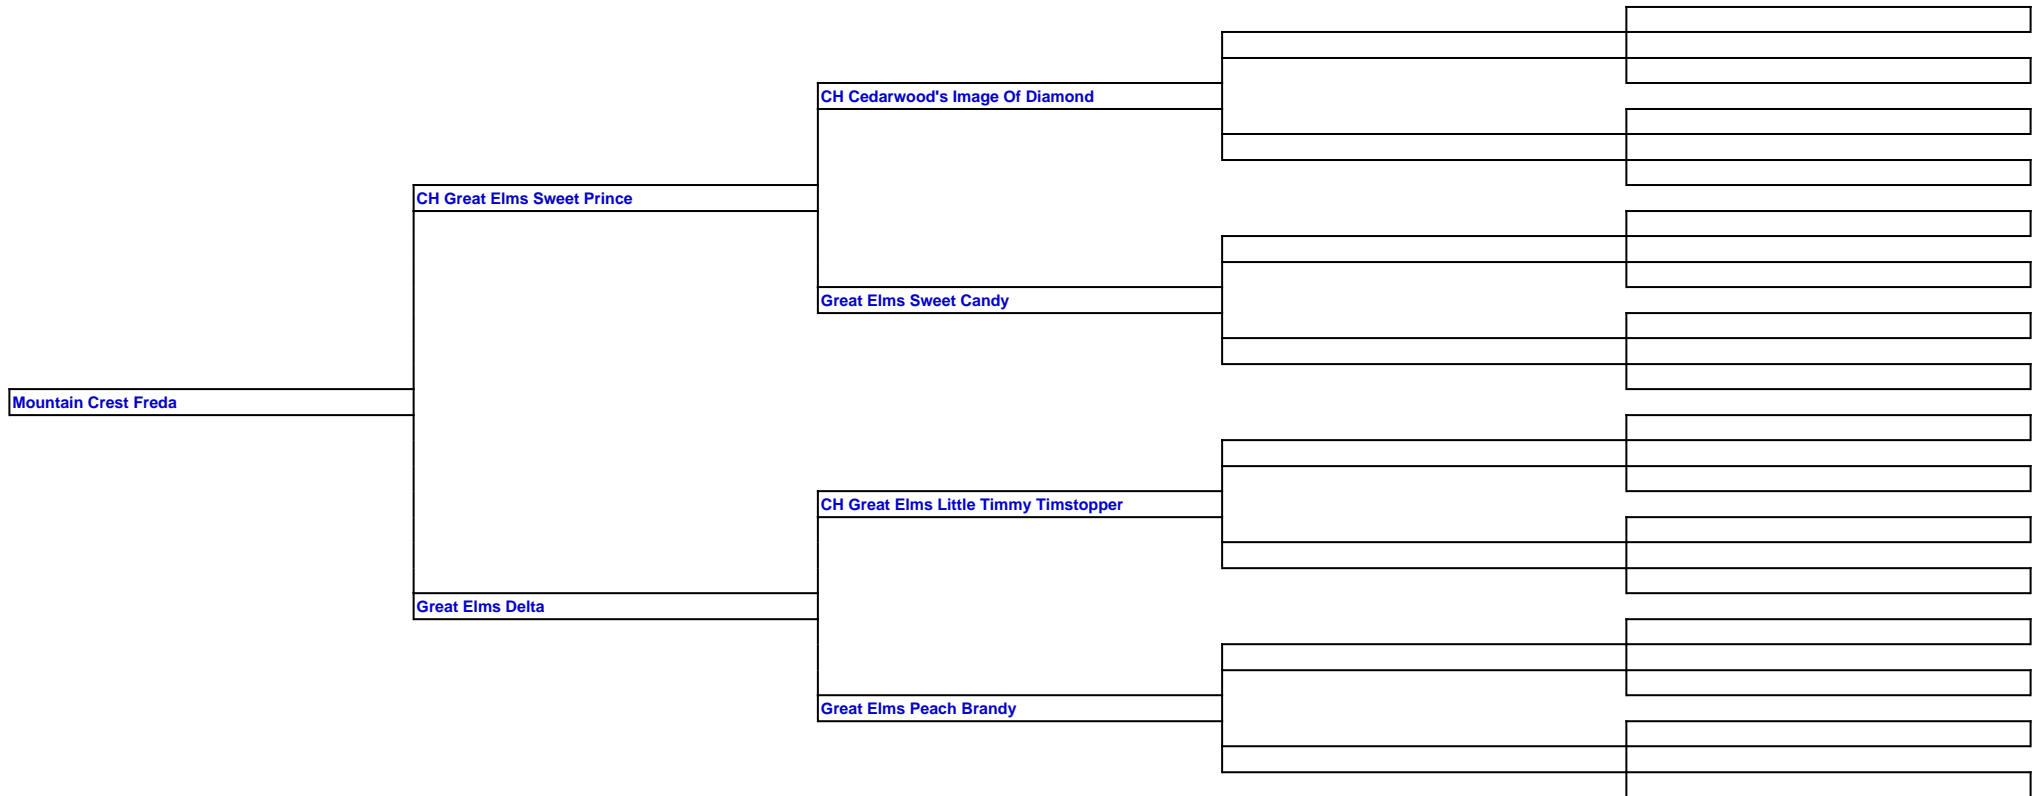 CH Cedarwood's Image Of Diamond
CH Great Elms Sweet Prince
Great Elms Sweet Candy
Mountain Crest Freda
CH Great Elms Little Timmy Timstopper
Great Elms Delta
Great Elms Peach Brandy